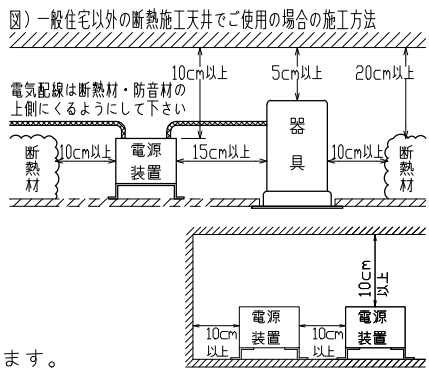 図）一般住宅以外の断熱施工天井でご使用の場合の施工方法
10cm以上
5cm以上
20cm以上
電気配線は断熱材・防音材の
上側にくるようにして下さい
断熱材
10cm以上
電源
装置
15cm以上
器具
10cm以上
断熱材
10cm以上
電源
装置
電源
装置
10cm
以上
10cm
以上
ます。